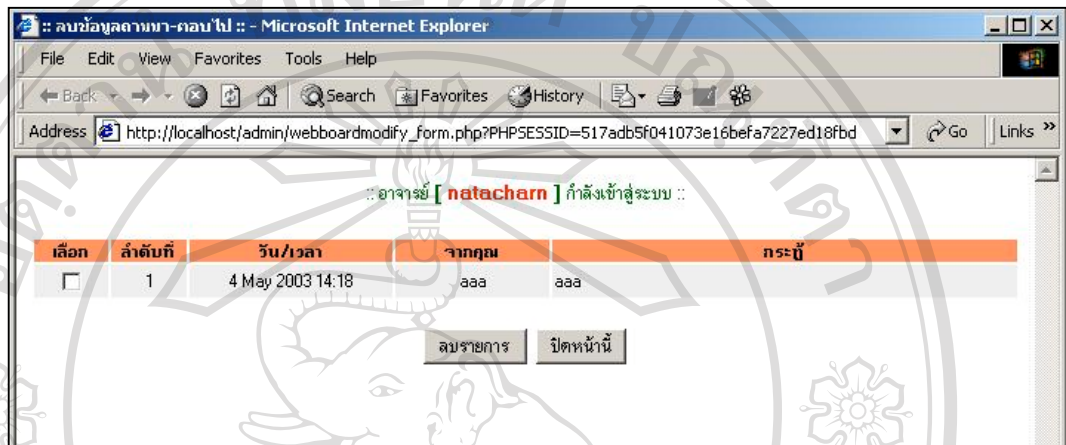 :: ลบข้อมูลถามมา-ตอบไป :: - Microsoft Internet Explorer
File Edit View Favorites Tools Help
Back Search Favorites History
Address http://localhost/admin/webboardmodify_form.php?PHPSESSID=517adb5f041073e16befa7227ed18fbd Go Links »
:: อาจารย์ [ natacharn ] กำลังเข้าสู่ระบบ ::
เลือก ลำดับที่ วัน/เวลา จากคุณ กระทู้
1 4 May 2003 14:18 aaa aaa
ลบรายการ ปิดหน้านี้